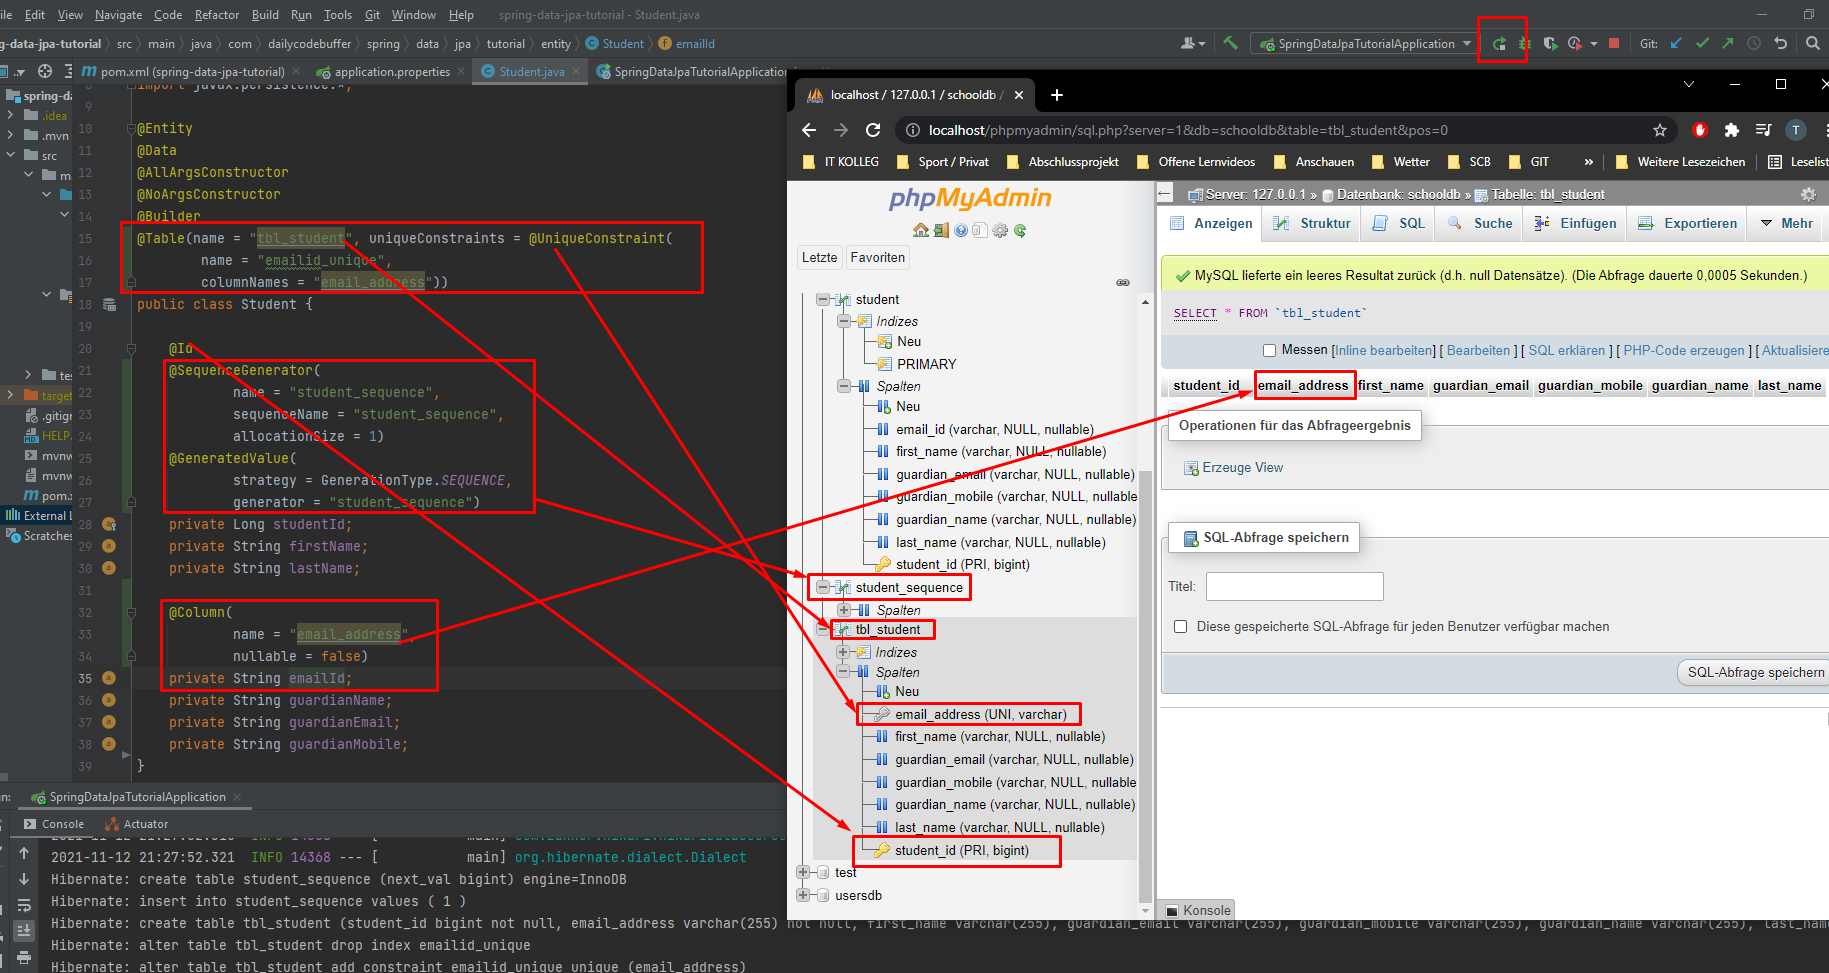 ile Edit View Navigate Code Refactor Build Run Tools Git Window Help spring-data-jpa-tutorial - Student.java
g-data-jpa-tutorial src main java com dailycodebuffer spring data jpa tutorial entity Student emailId
SpringDataJpaTutorialApplication Git:
pom.xml (spring-data-jpa-tutorial) application.properties Student.java SpringDataJpaTutorialApplication
spring-da
.idea
.mvn
src
target
.gitign
HELP.
mvnw
mvnw
pom.x
External L
Scratches
8 import javax.persistence.*;
9
10 @Entity
11 @Data
12 @AllArgsConstructor
13 @NoArgsConstructor
14 @Builder
15 @Table(name = "tbl_student", uniqueConstraints = @UniqueConstraint(
16 name = "emailid_unique",
17 columnNames = "email_address"))
18 public class Student {
19
20 @Id
21 @SequenceGenerator(
22 name = "student_sequence",
23 sequenceName = "student_sequence",
24 allocationSize = 1)
25 @GeneratedValue(
26 strategy = GenerationType.SEQUENCE,
27 generator = "student_sequence")
28 private Long studentId;
29 private String firstName;
30 private String lastName;
31
32 @Column(
33 name = "email_address",
34 nullable = false)
35 private String emailId;
36 private String guardianName;
37 private String guardianEmail;
38 private String guardianMobile;
39 }
localhost / 127.0.0.1 / schooldb /
localhost/phpmyadmin/sql.php?server=1&db=schooldb&table=tbl_student&pos=0
T
IT KOLLEG Sport / Privat Abschlussprojekt Offene Lernvideos Anschauen Wetter SCB GIT » Weitere Lesezeichen Leselist
phpMyAdmin
Letzte Favoriten
student
Indizes
Neu
PRIMARY
Spalten
Neu
email_id (varchar, NULL, nullable)
first_name (varchar, NULL, nullable)
guardian_email (varchar, NULL, nullable)
guardian_mobile (varchar, NULL, nullable
guardian_name (varchar, NULL, nullable)
last_name (varchar, NULL, nullable)
student_id (PRI, bigint)
student_sequence
Spalten
tbl_student
Indizes
Spalten
Neu
email_address (UNI, varchar)
first_name (varchar, NULL, nullable)
guardian_email (varchar, NULL, nullable)
guardian_mobile (varchar, NULL, nullable
guardian_name (varchar, NULL, nullable)
last_name (varchar, NULL, nullable)
student_id (PRI, bigint)
test
usersdb
Server: 127.0.0.1 » Datenbank: schooldb » Tabelle: tbl_student
Anzeigen Struktur SQL Suche Einfügen Exportieren Mehr
MySQL lieferte ein leeres Resultat zurück (d.h. null Datensätze). (Die Abfrage dauerte 0,0005 Sekunden.)
SELECT * FROM `tbl_student`
Messen [Inline bearbeiten] [ Bearbeiten ] [ SQL erklären ] [ PHP-Code erzeugen ] [ Aktualisiere
student_id email_address first_name guardian_email guardian_mobile guardian_name last_name
Operationen für das Abfrageergebnis
Erzeuge View
SQL-Abfrage speichern
Titel:
Diese gespeicherte SQL-Abfrage für jeden Benutzer verfügbar machen
SQL-Abfrage speichern
Konsole
n: SpringDataJpaTutorialApplication
Console Actuator
2021-11-12 21:27:52.321 INFO 14368 --- [ main] org.hibernate.dialect.Dialect
Hibernate: create table student_sequence (next_val bigint) engine=InnoDB
Hibernate: insert into student_sequence values ( 1 )
Hibernate: create table tbl_student (student_id bigint not null, email_address varchar(255) not null, first_name varchar(255), guardian_email varchar(255), guardian_mobile varchar(255), guardian_name varchar(255), last_name
Hibernate: alter table tbl_student drop index emailid_unique
Hibernate: alter table tbl_student add constraint emailid_unique unique (email_address)